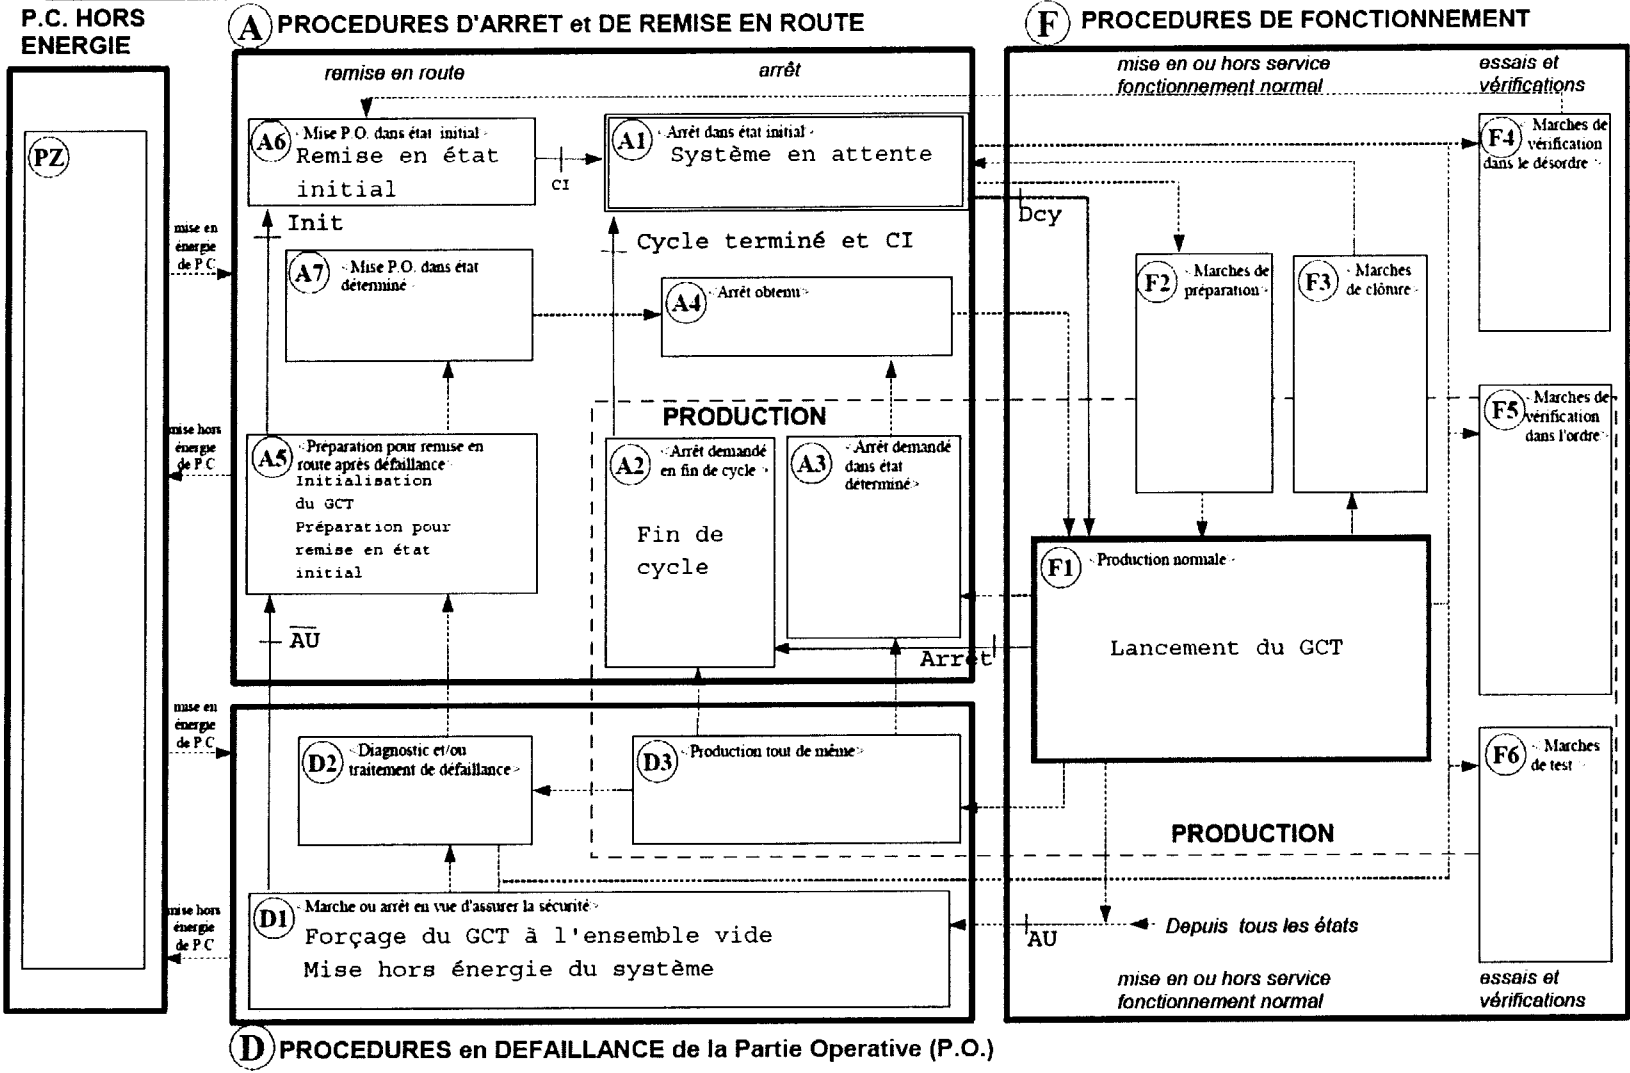 P.C. HORS
ENERGIE
A PROCEDURES D'ARRET et DE REMISE EN ROUTE
F PROCEDURES DE FONCTIONNEMENT
remise en route
arrêt
mise en ou hors service
fonctionnement normal
essais et
vérifications
PZ
A6 <Mise P.O. dans état initial>
Remise en état
initial
CI
A1 <Arrêt dans état initial>
Système en attente
F4 <Marches de
vérification
dans le désordre>
Init
Cycle terminé et CI
Dcy
mise en
énergie
de P C
A7 <Mise P.O. dans état
déterminé>
A4 <Arrêt obtenu>
F2 <Marches de
préparation>
F3 <Marches
de clôture>
mise hors
énergie
de P C
PRODUCTION
F5 <Marches de
vérification
dans l'ordre>
A5 <Préparation pour remise en
route après défaillance>
Initialisation
du GCT
Préparation pour
remise en état
initial
A2 <Arrêt demandé
en fin de cycle>
Fin de
cycle
A3 <Arrêt demandé
dans état
déterminé>
F1 <Production normale>
Lancement du GCT
AU
Arrêt
mise en
énergie
de P C
D2 <Diagnostic et/ou
traitement de défaillance>
D3 <Production tout de même>
F6 <Marches
de test>
PRODUCTION
mise hors
énergie
de P C
D1 <Marche ou arrêt en vue d'assurer la sécurité>
Forçage du GCT à l'ensemble vide
Mise hors énergie du système
AU
Depuis tous les états
mise en ou hors service
fonctionnement normal
essais et
vérifications
D PROCEDURES en DEFAILLANCE de la Partie Operative (P.O.)